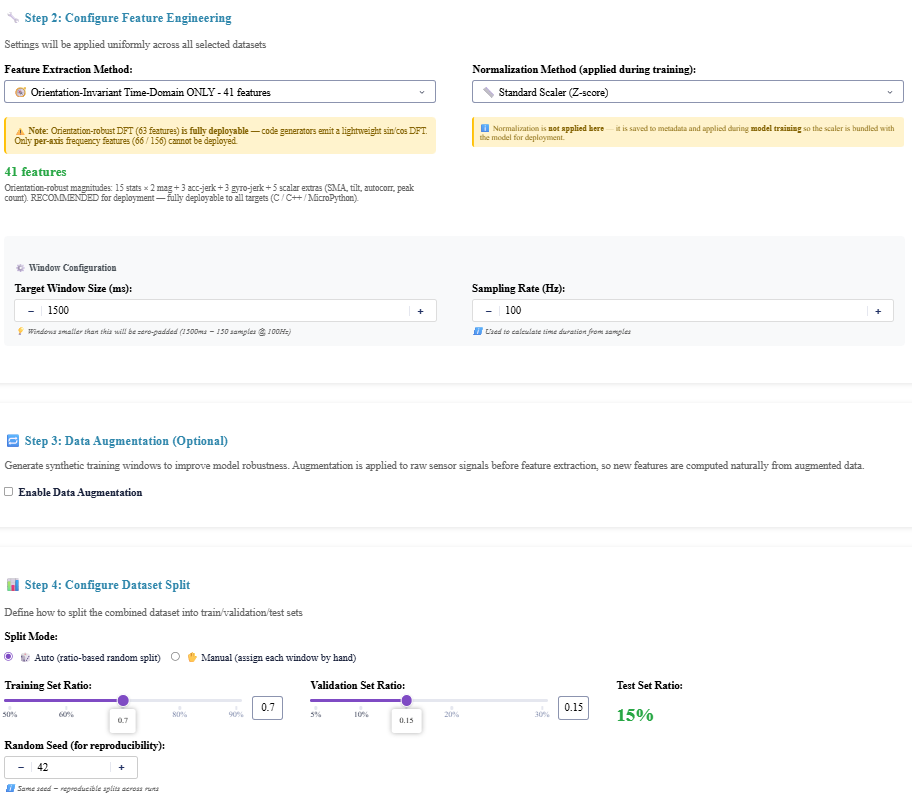 Step 2: Configure Feature Engineering
Settings will be applied uniformly across all selected datasets
Feature Extraction Method:
Orientation-Invariant Time-Domain ONLY - 41 features
Note: Orientation-robust DFT (63 features) is fully deployable — code generators emit a lightweight sin/cos DFT.
Only per-axis frequency features (66 / 156) cannot be deployed.
41 features
Orientation-robust magnitudes: 15 stats × 2 mag + 3 acc-jerk + 3 gyro-jerk + 5 scalar extras (SMA, tilt, autocorr, peak
count). RECOMMENDED for deployment — fully deployable to all targets (C / C++ / MicroPython).
Normalization Method (applied during training):
Standard Scaler (Z-score)
Normalization is not applied here — it is saved to metadata and applied during model training so the scaler is bundled with
the model for deployment.
Window Configuration
Target Window Size (ms):
− 1500 +
Windows smaller than this will be zero-padded (1500ms − 150 samples @ 100Hz)
Sampling Rate (Hz):
− 100 +
Used to calculate time duration from samples
Step 3: Data Augmentation (Optional)
Generate synthetic training windows to improve model robustness. Augmentation is applied to raw sensor signals before feature extraction, so new features are computed naturally from augmented data.
Enable Data Augmentation
Step 4: Configure Dataset Split
Define how to split the combined dataset into train/validation/test sets
Split Mode:
Auto (ratio-based random split) Manual (assign each window by hand)
Training Set Ratio:
0.7
50% 60% 80% 90%
0.7
Validation Set Ratio:
0.15
5% 10% 20% 30%
0.15
Test Set Ratio:
15%
Random Seed (for reproducibility):
− 42 +
Same seed − reproducible splits across runs